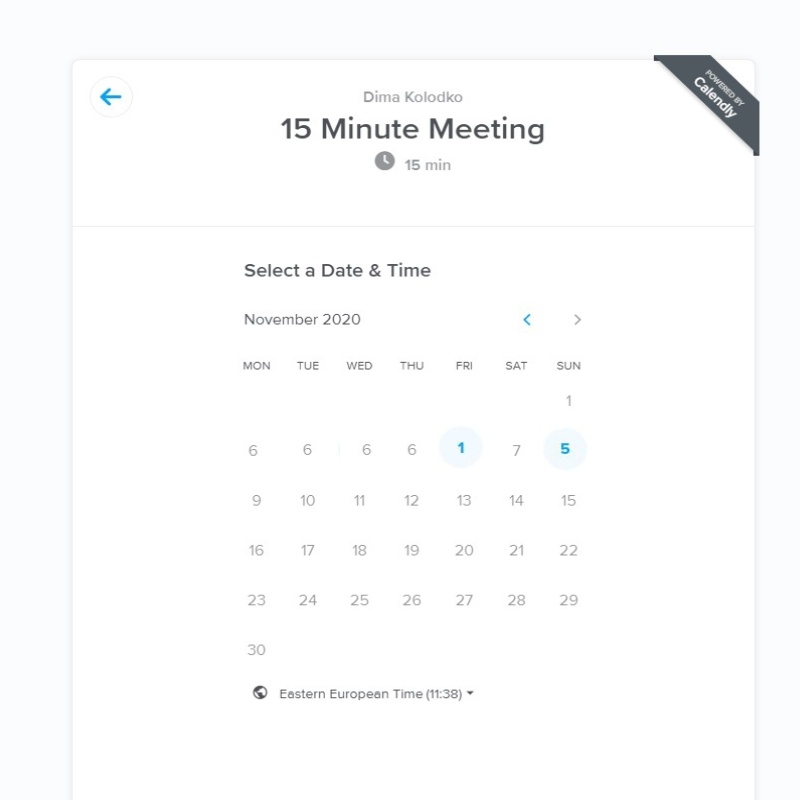 Dima Kolodko
15 Minute Meeting
15 min
POWERED BY
Calendly
Select a Date & Time
November 2020
MON TUE WED THU FRI SAT SUN
1
6 6 6 6 1 7 5
9 10 11 12 13 14 15
16 17 18 19 20 21 22
23 24 25 26 27 28 29
30
Eastern European Time (11:38)